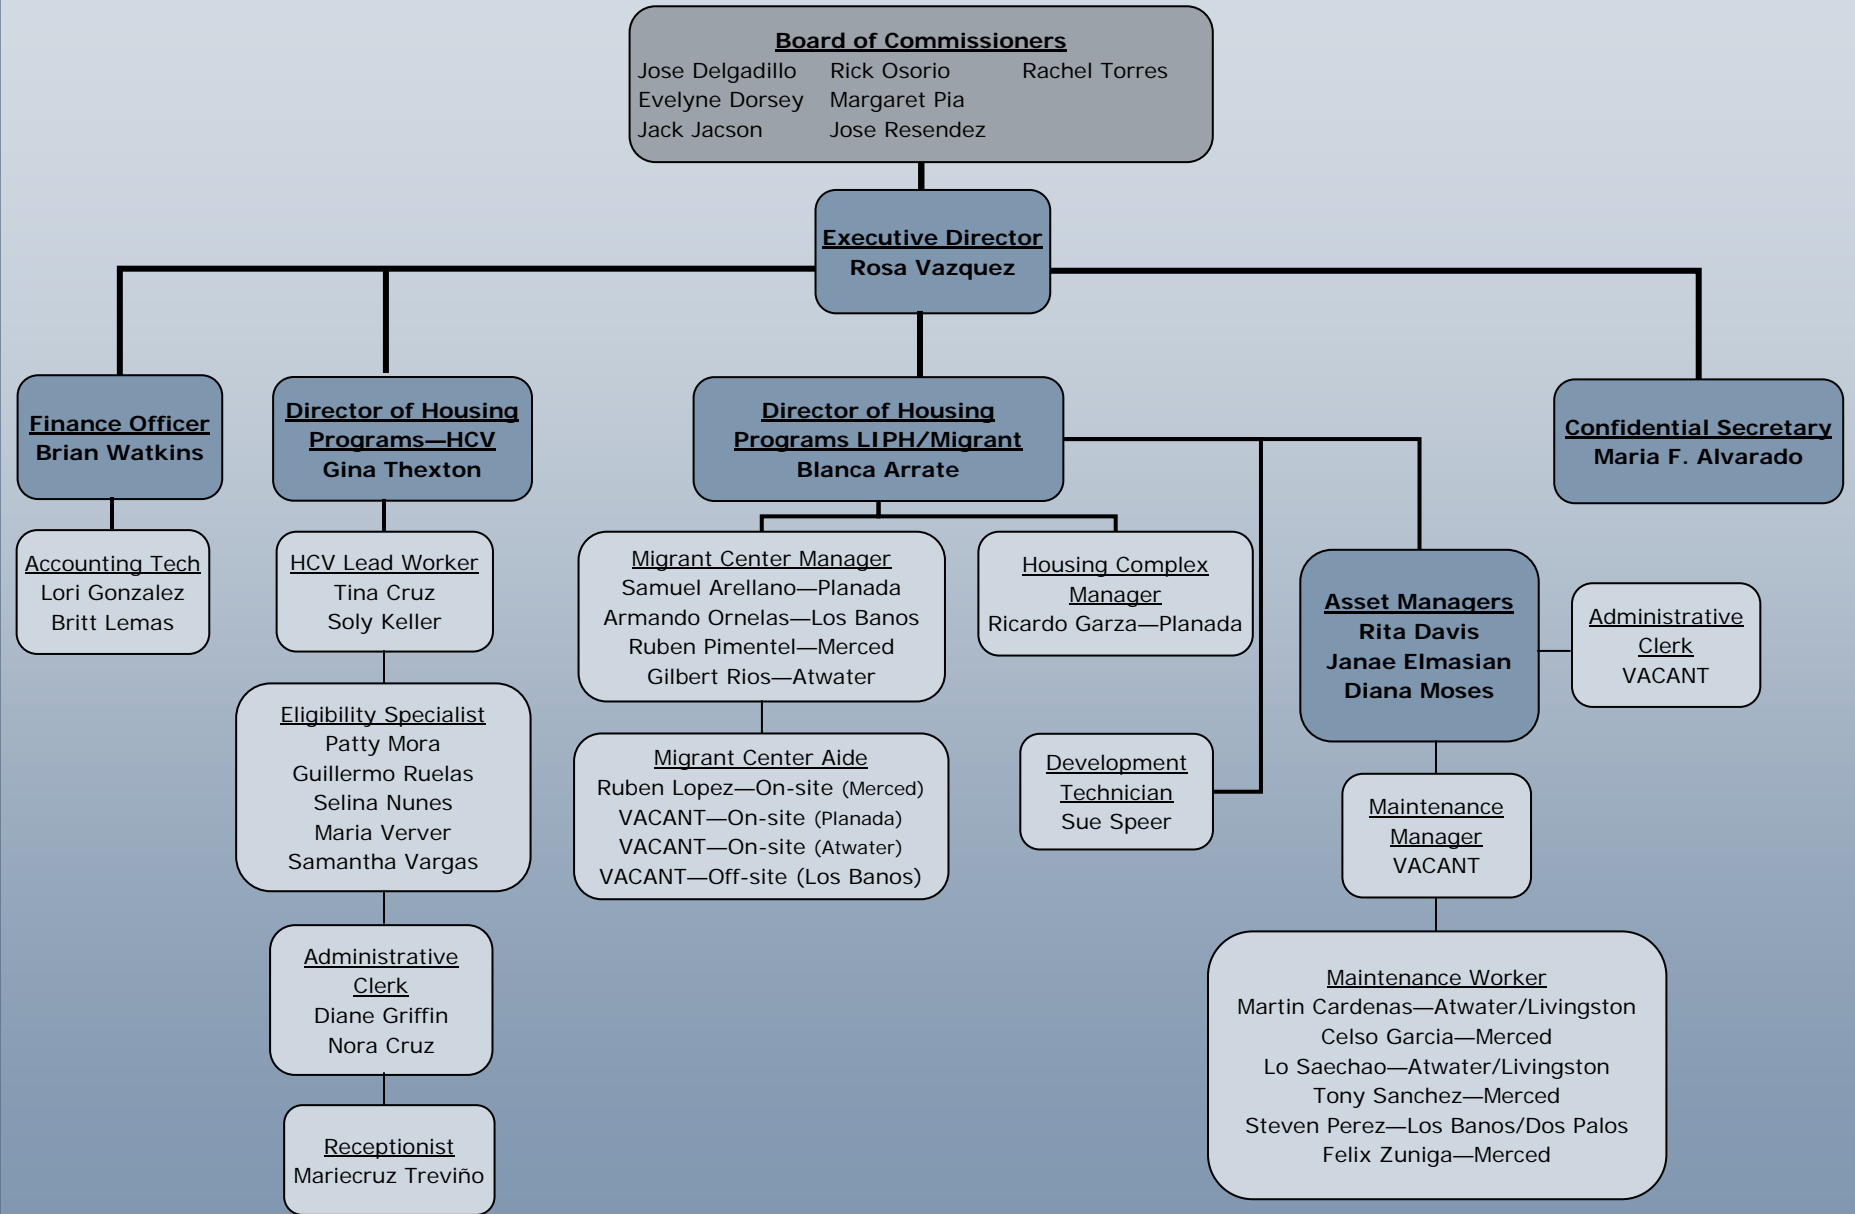 Board of Commissioners
Jose Delgadillo Rick Osorio Rachel Torres
Evelyne Dorsey Margaret Pia
Jack Jacson Jose Resendez
Executive Director
Rosa Vazquez
Finance Officer
Brian Watkins
Director of Housing
Programs—HCV
Gina Thexton
Director of Housing
Programs LIPH/Migrant
Blanca Arrate
Confidential Secretary
Maria F. Alvarado
Accounting Tech
Lori Gonzalez
Britt Lemas
HCV Lead Worker
Tina Cruz
Soly Keller
Migrant Center Manager
Samuel Arellano—Planada
Armando Ornelas—Los Banos
Ruben Pimentel—Merced
Gilbert Rios—Atwater
Housing Complex
Manager
Ricardo Garza—Planada
Asset Managers
Rita Davis
Janae Elmasian
Diana Moses
Administrative
Clerk
VACANT
Eligibility Specialist
Patty Mora
Guillermo Ruelas
Selina Nunes
Maria Verver
Samantha Vargas
Migrant Center Aide
Ruben Lopez—On-site (Merced)
VACANT—On-site (Planada)
VACANT—On-site (Atwater)
VACANT—Off-site (Los Banos)
Development
Technician
Sue Speer
Maintenance
Manager
VACANT
Administrative
Clerk
Diane Griffin
Nora Cruz
Maintenance Worker
Martin Cardenas—Atwater/Livingston
Celso Garcia—Merced
Lo Saechao—Atwater/Livingston
Tony Sanchez—Merced
Steven Perez—Los Banos/Dos Palos
Felix Zuniga—Merced
Receptionist
Mariecruz Treviño